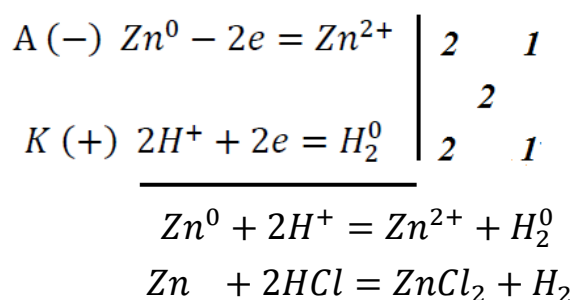 A (−) Zn⁰ − 2e = Zn²⁺ | 2 1
2
K (+) 2H⁺ + 2e = H₂⁰ | 2 1
Zn⁰ + 2H⁺ = Zn²⁺ + H₂⁰
Zn + 2HCl = ZnCl₂ + H₂